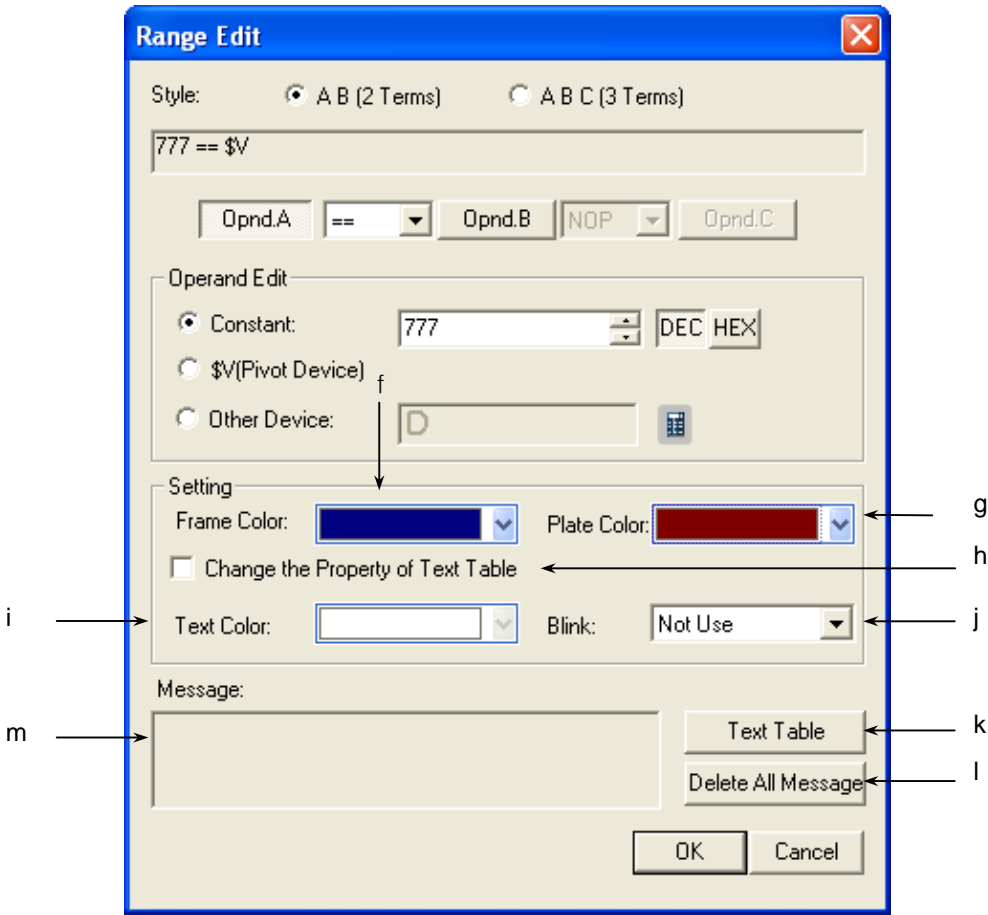 Range Edit
Style: A B (2 Terms) A B C (3 Terms)
777 == $V
Opnd.A == Opnd.B NOP Opnd.C
Operand Edit
Constant: 777 DEC HEX
$V(Pivot Device)
f
Other Device: D
Setting
Frame Color: Plate Color: g
Change the Property of Text Table h
i Text Color: Blink: Not Use j
Message:
m Text Table k
Delete All Message l
OK Cancel